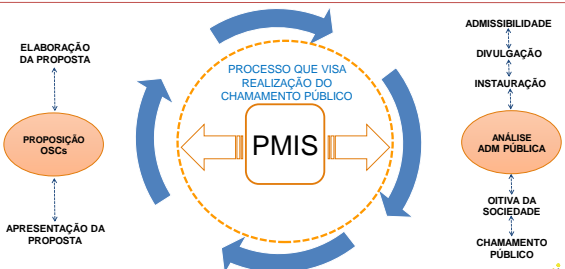 ELABORAÇÃO
DA PROPOSTA
PROPOSIÇÃO
OSCs
APRESENTAÇÃO DA
PROPOSTA
PROCESSO QUE VISA
REALIZAÇÃO DO
CHAMAMENTO PÚBLICO
PMIS
ADMISSIBILIDADE
DIVULGAÇÃO
INSTAURAÇÃO
ANÁLISE
ADM PÚBLICA
OITIVA DA
SOCIEDADE
CHAMAMENTO
PÚBLICO